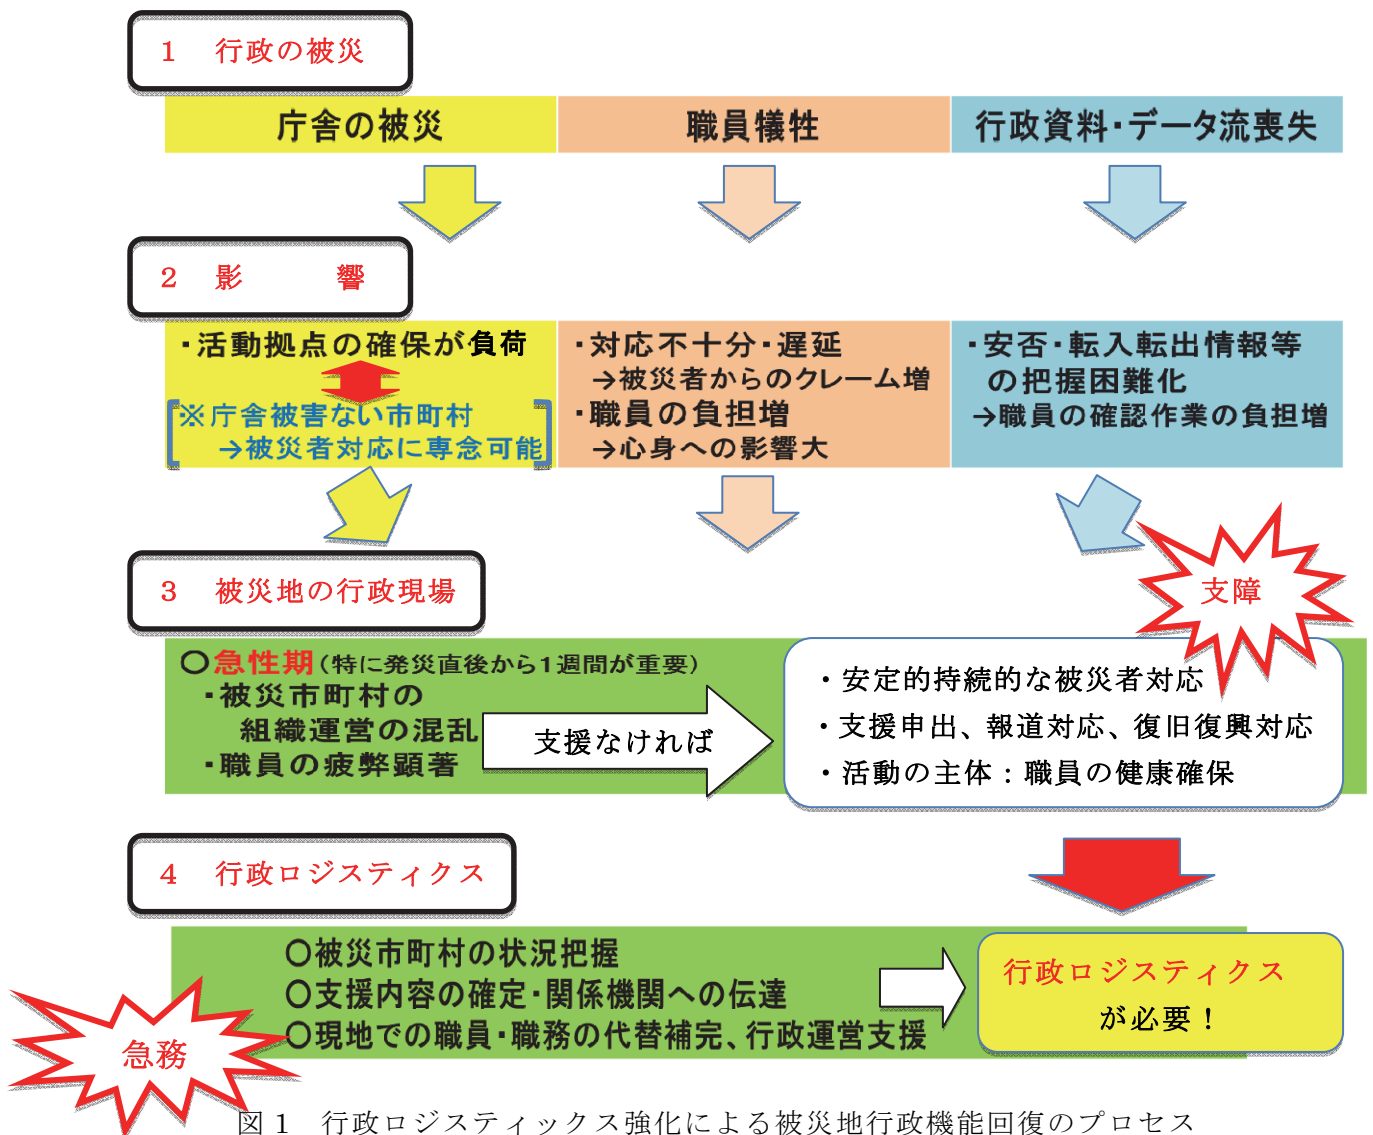 1 行政の被災
庁舎の被災
職員犠牲
行政資料・データ流喪失
2 影 響
・活動拠点の確保が負荷
※庁舎被害ない市町村
→被災者対応に専念可能
・対応不十分・遅延
→被災者からのクレーム増
・職員の負担増
→心身への影響大
・安否・転入転出情報等
の把握困難化
→職員の確認作業の負担増
3 被災地の行政現場
支障
○急性期(特に発災直後から1週間が重要)
・被災市町村の
組織運営の混乱
・職員の疲弊顕著
支援なければ
・安定的持続的な被災者対応
・支援申出、報道対応、復旧復興対応
・活動の主体：職員の健康確保
4 行政ロジスティクス
○被災市町村の状況把握
○支援内容の確定・関係機関への伝達
○現地での職員・職務の代替補完、行政運営支援
行政ロジスティクス
が必要！
急務
図1 行政ロジスティックス強化による被災地行政機能回復のプロセス